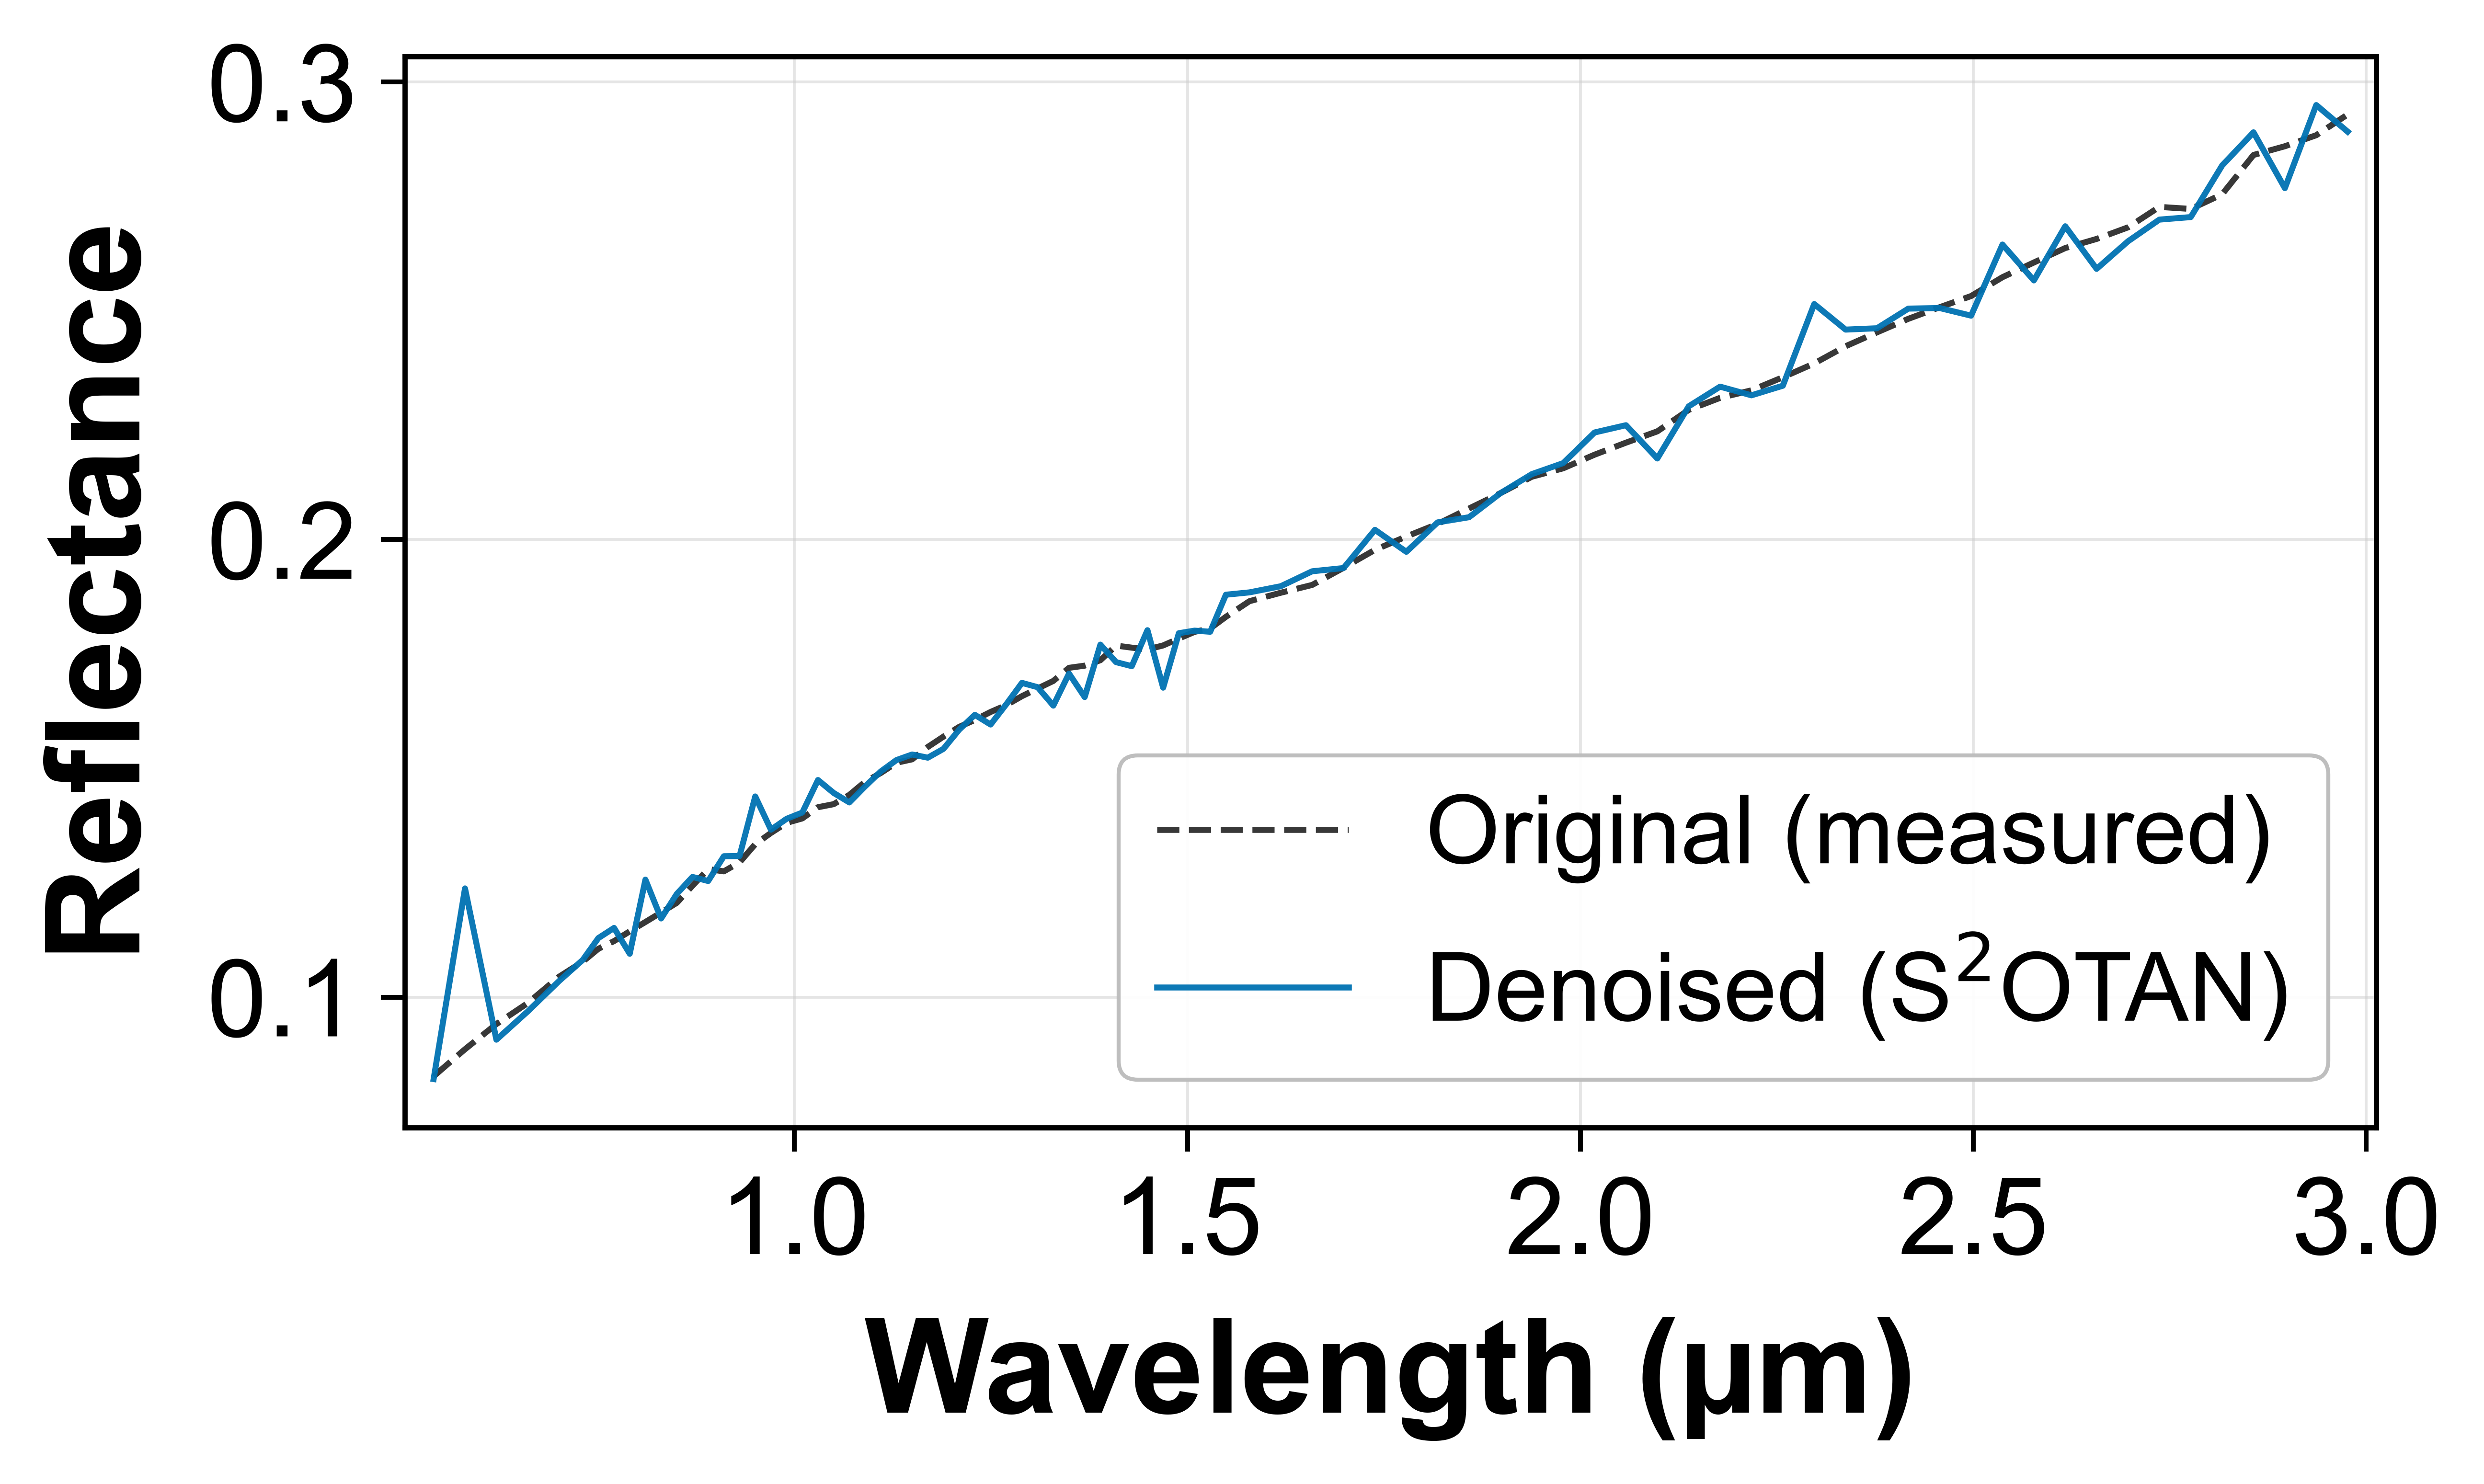 0.3
0.2
0.1
Reflectance
Original (measured)
Denoised (S²OTAN)
1.0 1.5 2.0 2.5 3.0
Wavelength (µm)